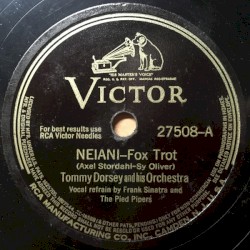 "HIS MASTER'S VOICE"
VICTOR
For best results use
RCA Victor Needles
27508-A
NEIANI-Fox Trot
(Axel Stordahl-Sy Oliver)
Tommy Dorsey and his Orchestra
Vocal refrain by Frank Sinatra and
The Pied Pipers
RCA MANUFACTURING CO., INC., CAMDEN, N.J., U.S.A.